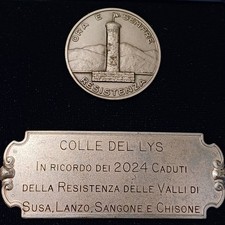 ORA E SEMPRE
RESISTENZA
COLLE DEL LYS
IN RICORDO DEI 2024 CADUTI
DELLA RESISTENZA DELLE VALLI DI
SUSA, LANZO, SANGONE E CHISONE